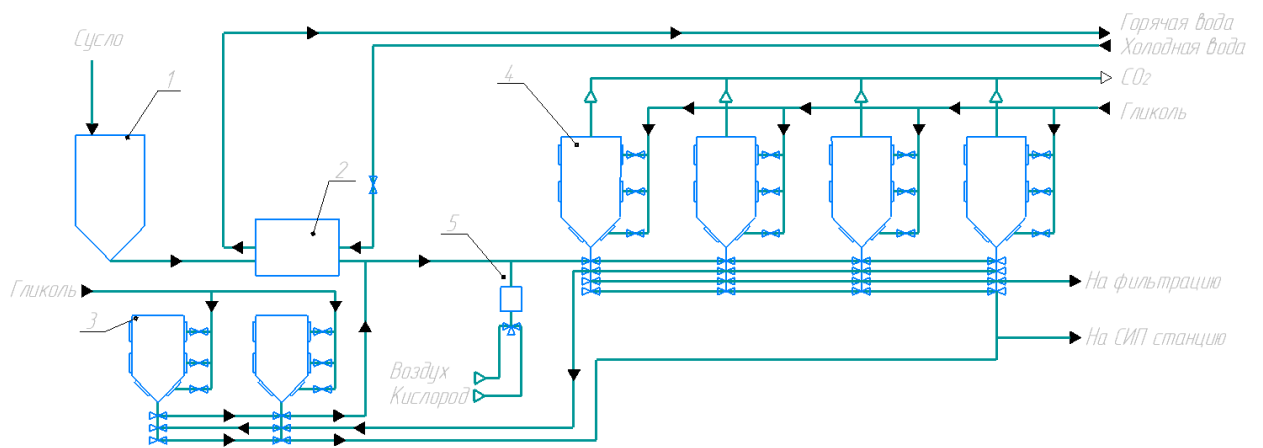 Сусло
1
2
4
Горячая вода
Холодная вода
CO₂
Гликоль
5
Гликоль
3
Воздух
Кислород
На фильтрацию
На СИП станцию